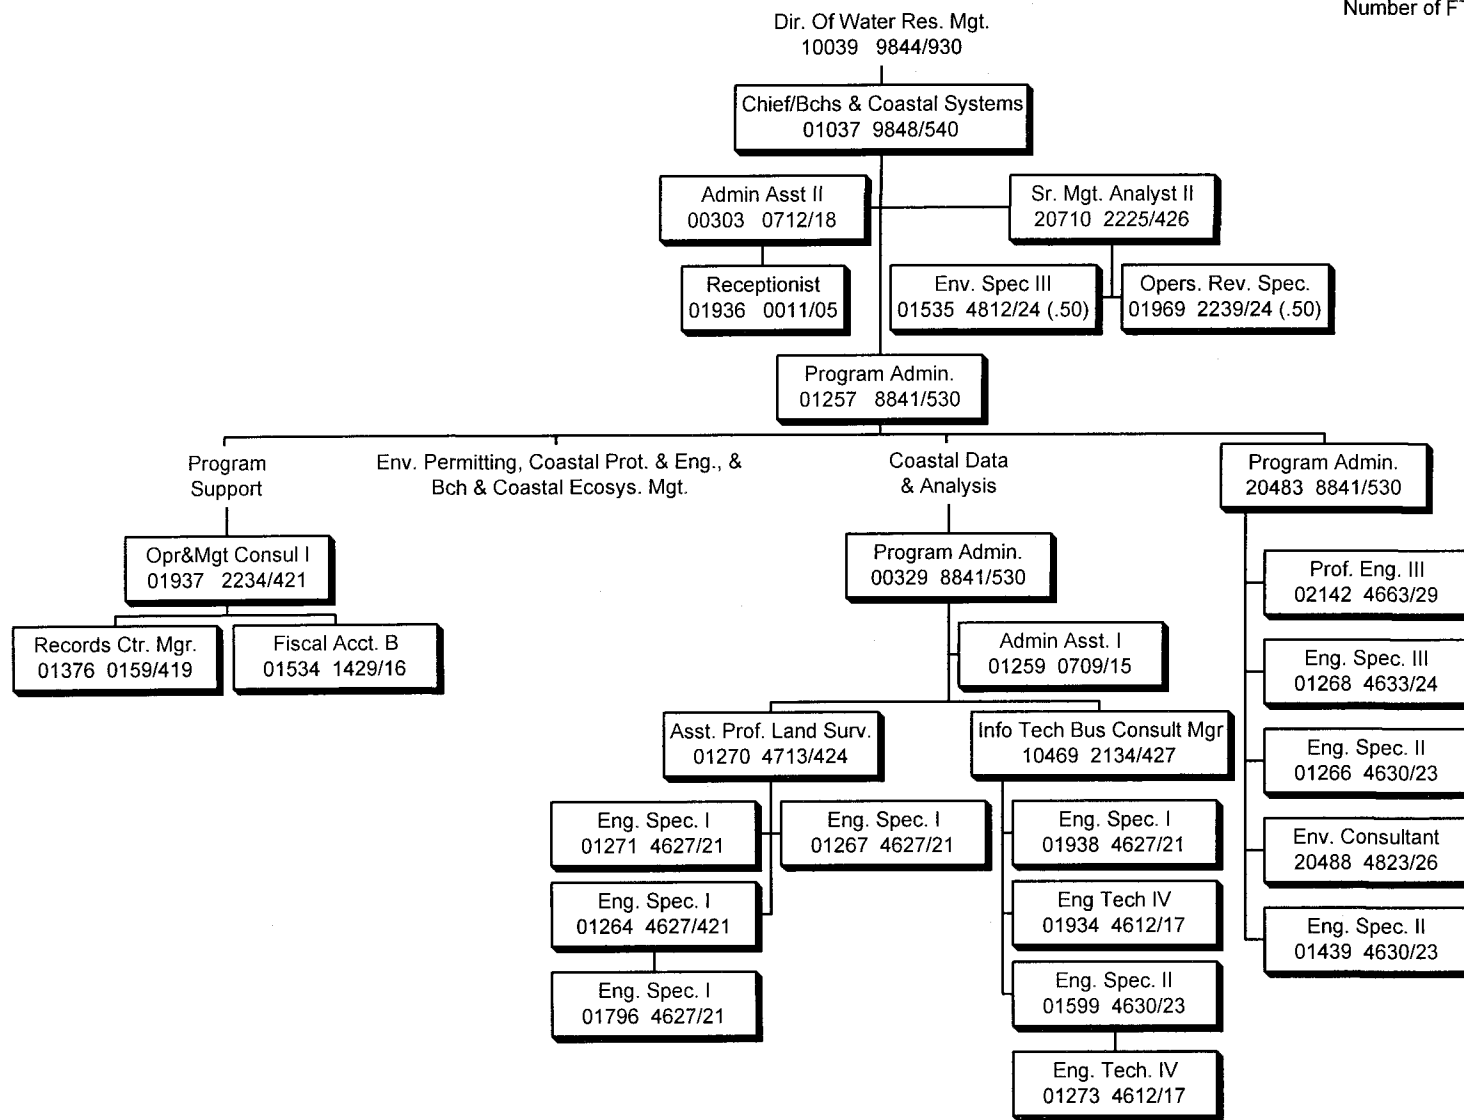 Number of
Dir. Of Water Res. Mgt.
10039 9844/930
Chief/Bchs & Coastal Systems
01037 9848/540
Admin Asst II
00303 0712/18
Sr. Mgt. Analyst II
20710 2225/426
Receptionist
01936 0011/05
Env. Spec III
01535 4812/24 (.50)
Opers. Rev. Spec.
01969 2239/24 (.50)
Program Admin.
01257 8841/530
Program
Support
Env. Permitting, Coastal Prot. & Eng., &
Bch & Coastal Ecosys. Mgt.
Coastal Data
& Analysis
Program Admin.
20483 8841/530
Opr&Mgt Consul I
01937 2234/421
Records Ctr. Mgr.
01376 0159/419
Fiscal Acct. B
01534 1429/16
Program Admin.
00329 8841/530
Admin Asst. I
01259 0709/15
Asst. Prof. Land Surv.
01270 4713/424
Info Tech Bus Consult Mgr
10469 2134/427
Eng. Spec. I
01271 4627/21
Eng. Spec. I
01267 4627/21
Eng. Spec. I
01264 4627/421
Eng. Spec. I
01796 4627/21
Eng. Spec. I
01938 4627/21
Eng Tech IV
01934 4612/17
Eng. Spec. II
01599 4630/23
Eng. Tech. IV
01273 4612/17
Prof. Eng. III
02142 4663/29
Eng. Spec. III
01268 4633/24
Eng. Spec. II
01266 4630/23
Env. Consultant
20488 4823/26
Eng. Spec. II
01439 4630/23